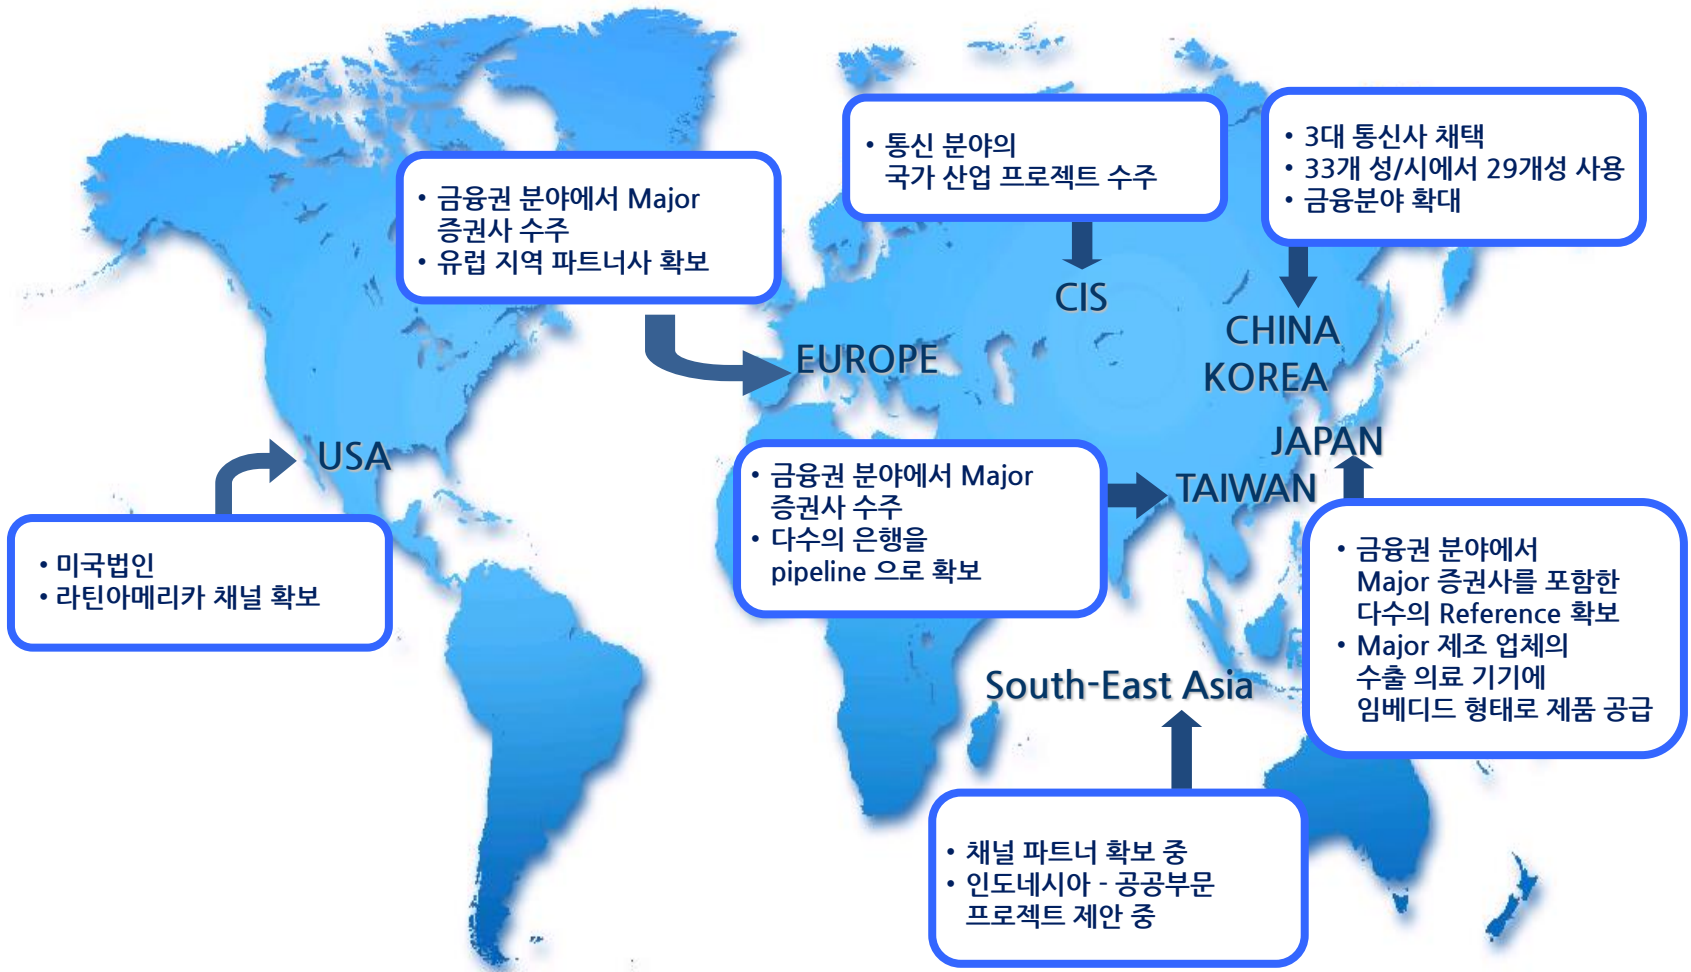 • 통신 분야의
국가 산업 프로젝트 수주
• 3대 통신사 채택
• 33개 성/시에서 29개성 사용
• 금융분야 확대
• 금융권 분야에서 Major
증권사 수주
• 유럽 지역 파트너사 확보
CIS
CHINA
EUROPE
KOREA
USA
JAPAN
TAIWAN
• 금융권 분야에서 Major
증권사 수주
• 다수의 은행을
pipeline 으로 확보
• 미국법인
• 라틴아메리카 채널 확보
• 금융권 분야에서
Major 증권사를 포함한
다수의 Reference 확보
• Major 제조 업체의
수출 의료 기기에
임베디드 형태로 제품 공급
South-East Asia
• 채널 파트너 확보 중
• 인도네시아 - 공공부문
프로젝트 제안 중